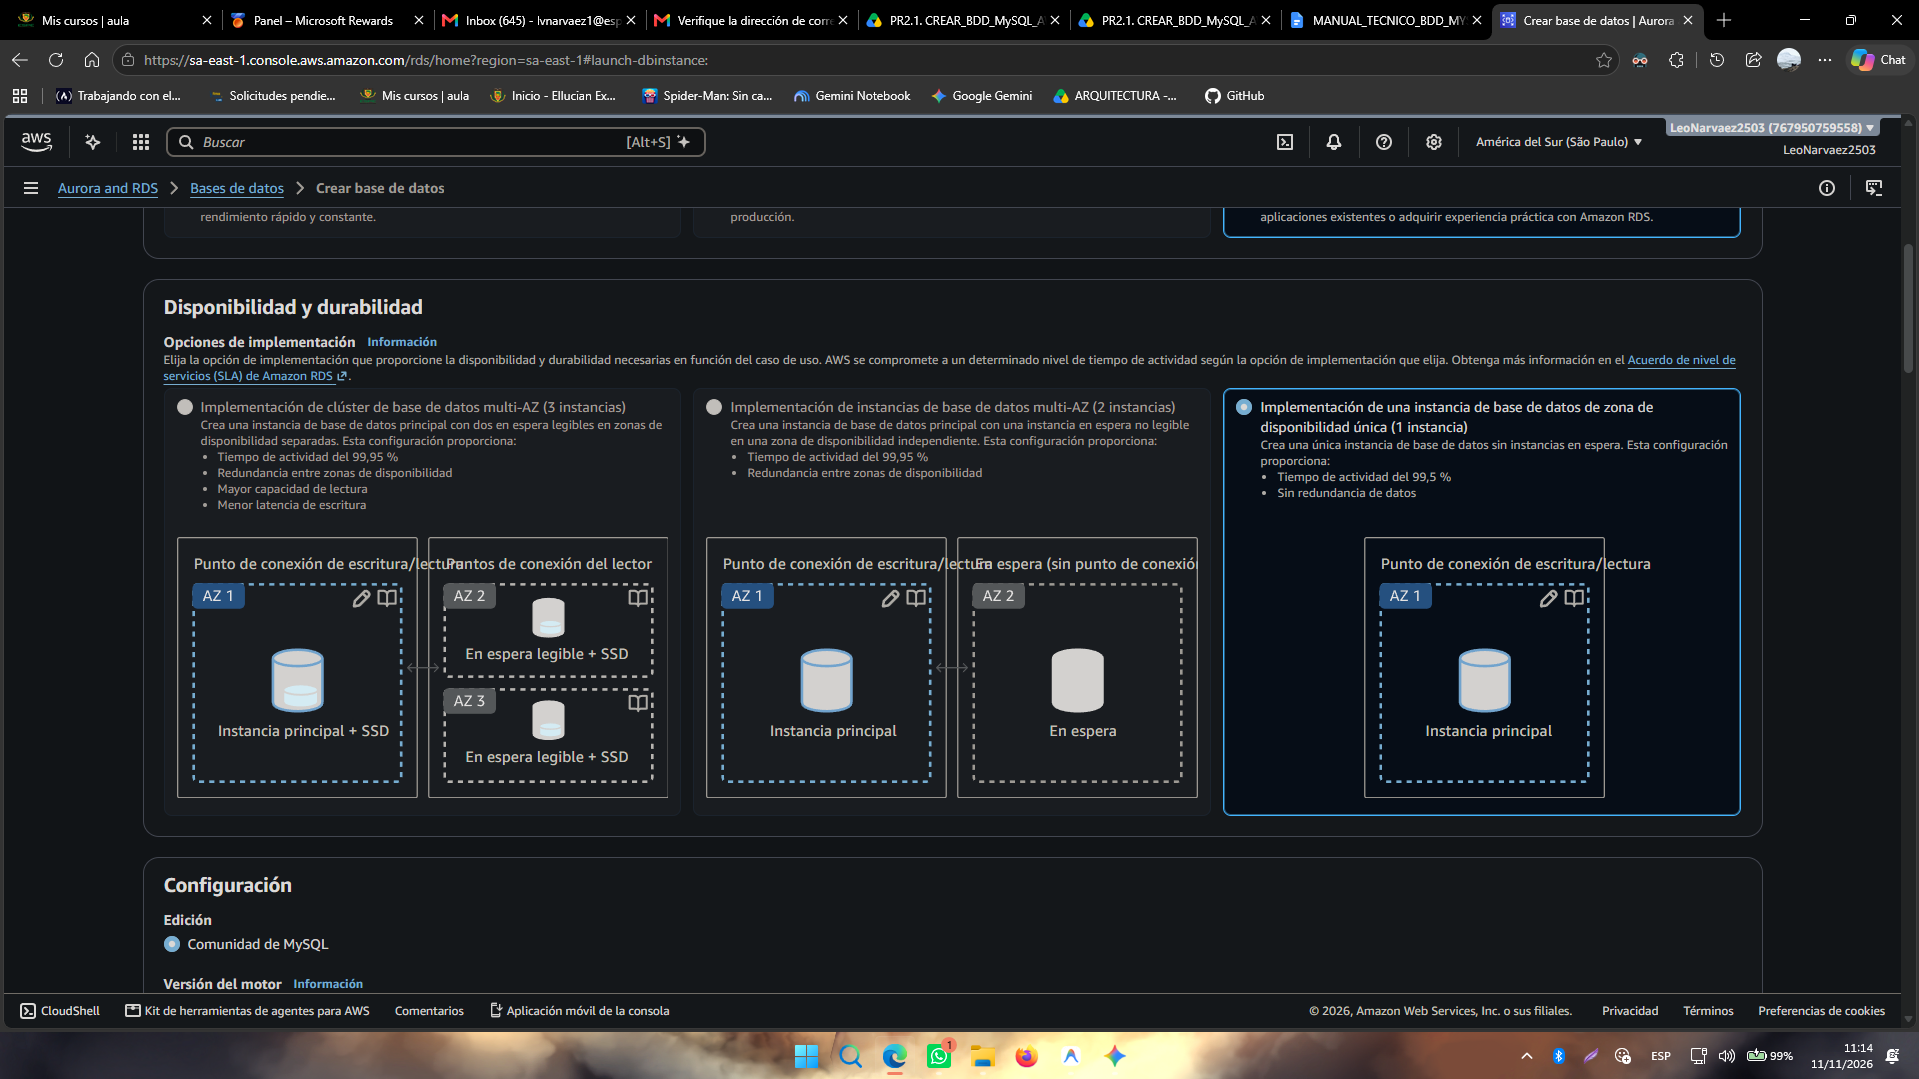 Mis cursos | aula
Panel – Microsoft Rewards
Inbox (645) - lvnarvaez1@esp
Verifique la dirección de corre
PR2.1. CREAR_BDD_MySQL_A
PR2.1. CREAR_BDD_MySQL_A
MANUAL_TECNICO_BDD_MY
Crear base de datos | Aurora
https://sa-east-1.console.aws.amazon.com/rds/home?region=sa-east-1#launch-dbinstance:
Chat
Trabajando con el...
Solicitudes pendie...
Mis cursos | aula
Inicio - Ellucian Ex...
Spider-Man: Sin ca...
Gemini Notebook
Google Gemini
ARQUITECTURA -...
GitHub
aws
Buscar
[Alt+S]
América del Sur (São Paulo)
LeoNarvaez2503 (767950759558)
LeoNarvaez2503
Aurora and RDS
Bases de datos
Crear base de datos
rendimiento rápido y constante.
producción.
aplicaciones existentes o adquirir experiencia práctica con Amazon RDS.
Disponibilidad y durabilidad
Opciones de implementación Información
Elija la opción de implementación que proporcione la disponibilidad y durabilidad necesarias en función del caso de uso. AWS se compromete a un determinado nivel de tiempo de actividad según la opción de implementación que elija. Obtenga más información en el Acuerdo de nivel de
servicios (SLA) de Amazon RDS .
Implementación de clúster de base de datos multi-AZ (3 instancias)
Crea una instancia de base de datos principal con dos en espera legibles en zonas de
disponibilidad separadas. Esta configuración proporciona:
• Tiempo de actividad del 99,95 %
• Redundancia entre zonas de disponibilidad
• Mayor capacidad de lectura
• Menor latencia de escritura
Punto de conexión de escritura/lectura
Puntos de conexión del lector
AZ 1
AZ 2
En espera legible + SSD
AZ 3
Instancia principal + SSD
En espera legible + SSD
Implementación de instancias de base de datos multi-AZ (2 instancias)
Crea una instancia de base de datos principal con una instancia en espera no legible
en una zona de disponibilidad independiente. Esta configuración proporciona:
• Tiempo de actividad del 99,95 %
• Redundancia entre zonas de disponibilidad
Punto de conexión de escritura/lectura
En espera (sin punto de conexión
AZ 1
AZ 2
Instancia principal
En espera
Implementación de una instancia de base de datos de zona de
disponibilidad única (1 instancia)
Crea una única instancia de base de datos sin instancias en espera. Esta configuración
proporciona:
• Tiempo de actividad del 99,5 %
• Sin redundancia de datos
Punto de conexión de escritura/lectura
AZ 1
Instancia principal
Configuración
Edición
Comunidad de MySQL
Versión del motor Información
CloudShell
Kit de herramientas de agentes para AWS
Comentarios
Aplicación móvil de la consola
© 2026, Amazon Web Services, Inc. o sus filiales.
Privacidad
Términos
Preferencias de cookies
1
ESP
99%
11:14
11/11/2026